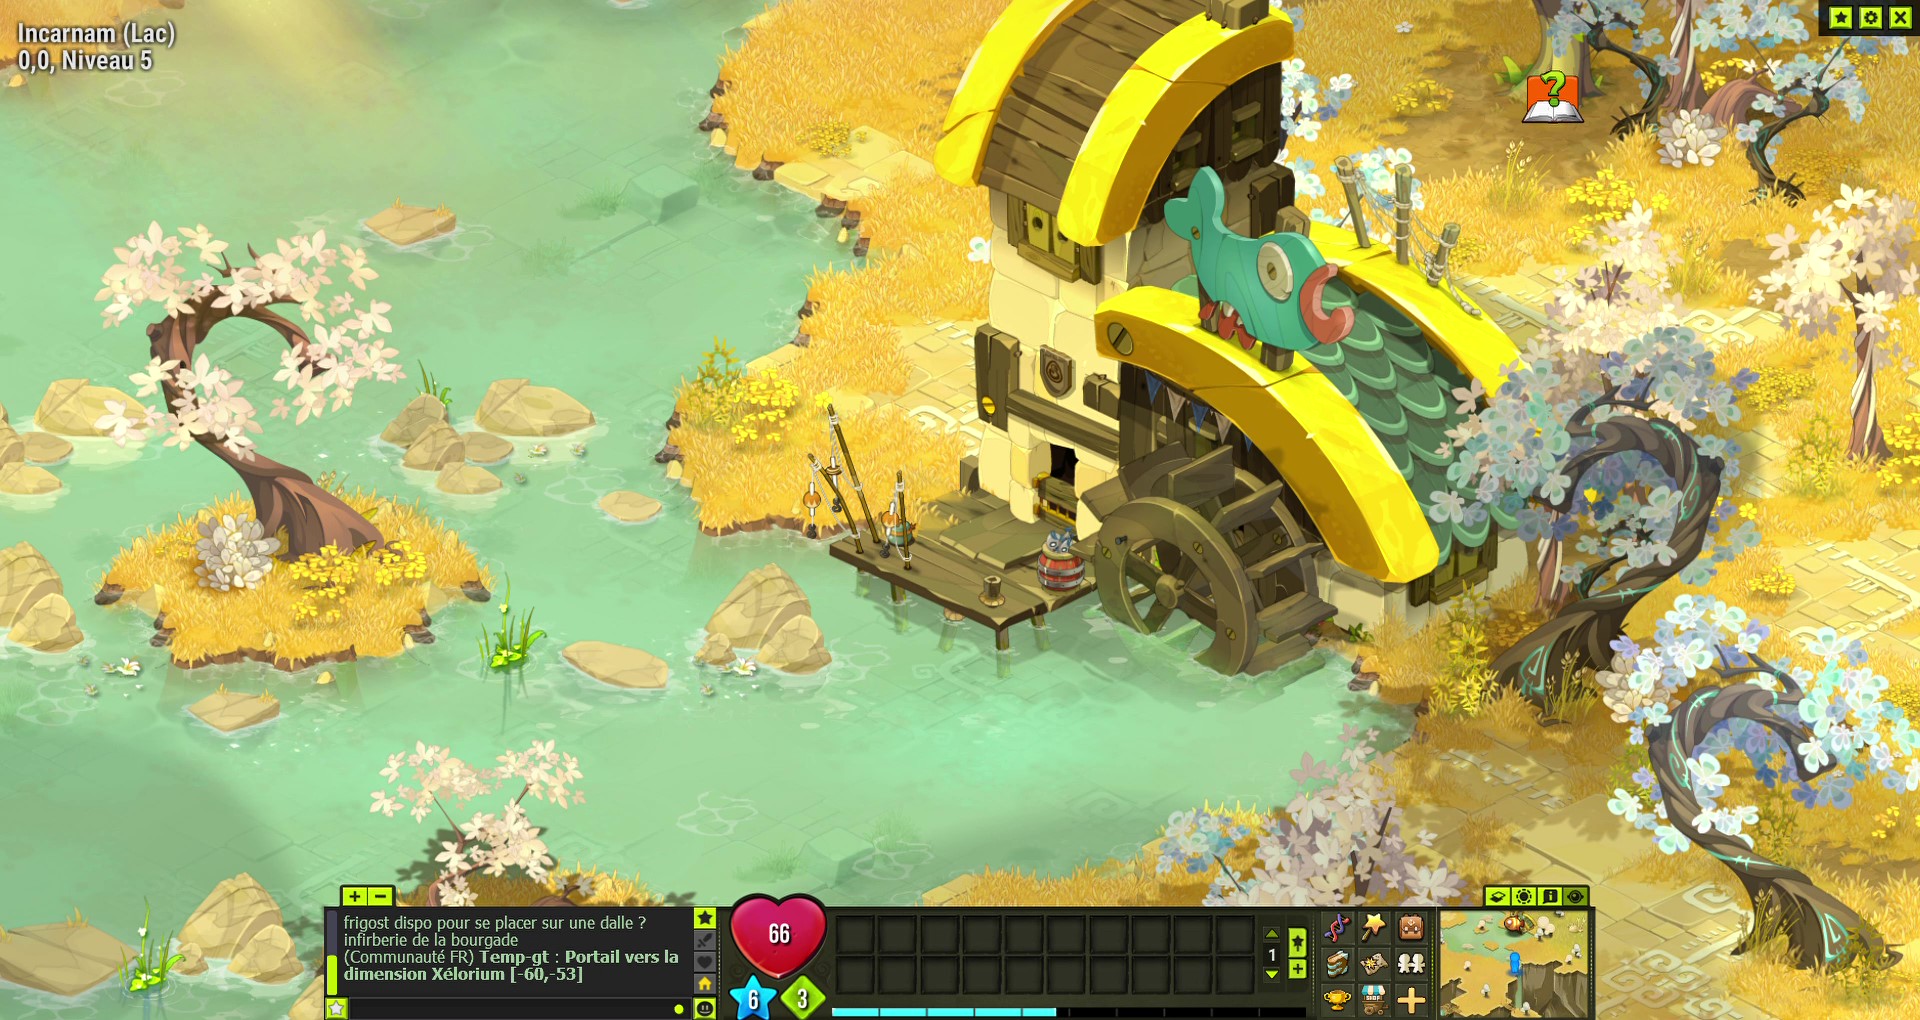 Incarnam (Lac)
0,0, Niveau 5
frigost dispo pour se placer sur une dalle ?
infirberie de la bourgade
(Communauté FR) Temp-gt : Portail vers la
dimension Xélorium [-60,-53]
66
6
3
1
SHOP